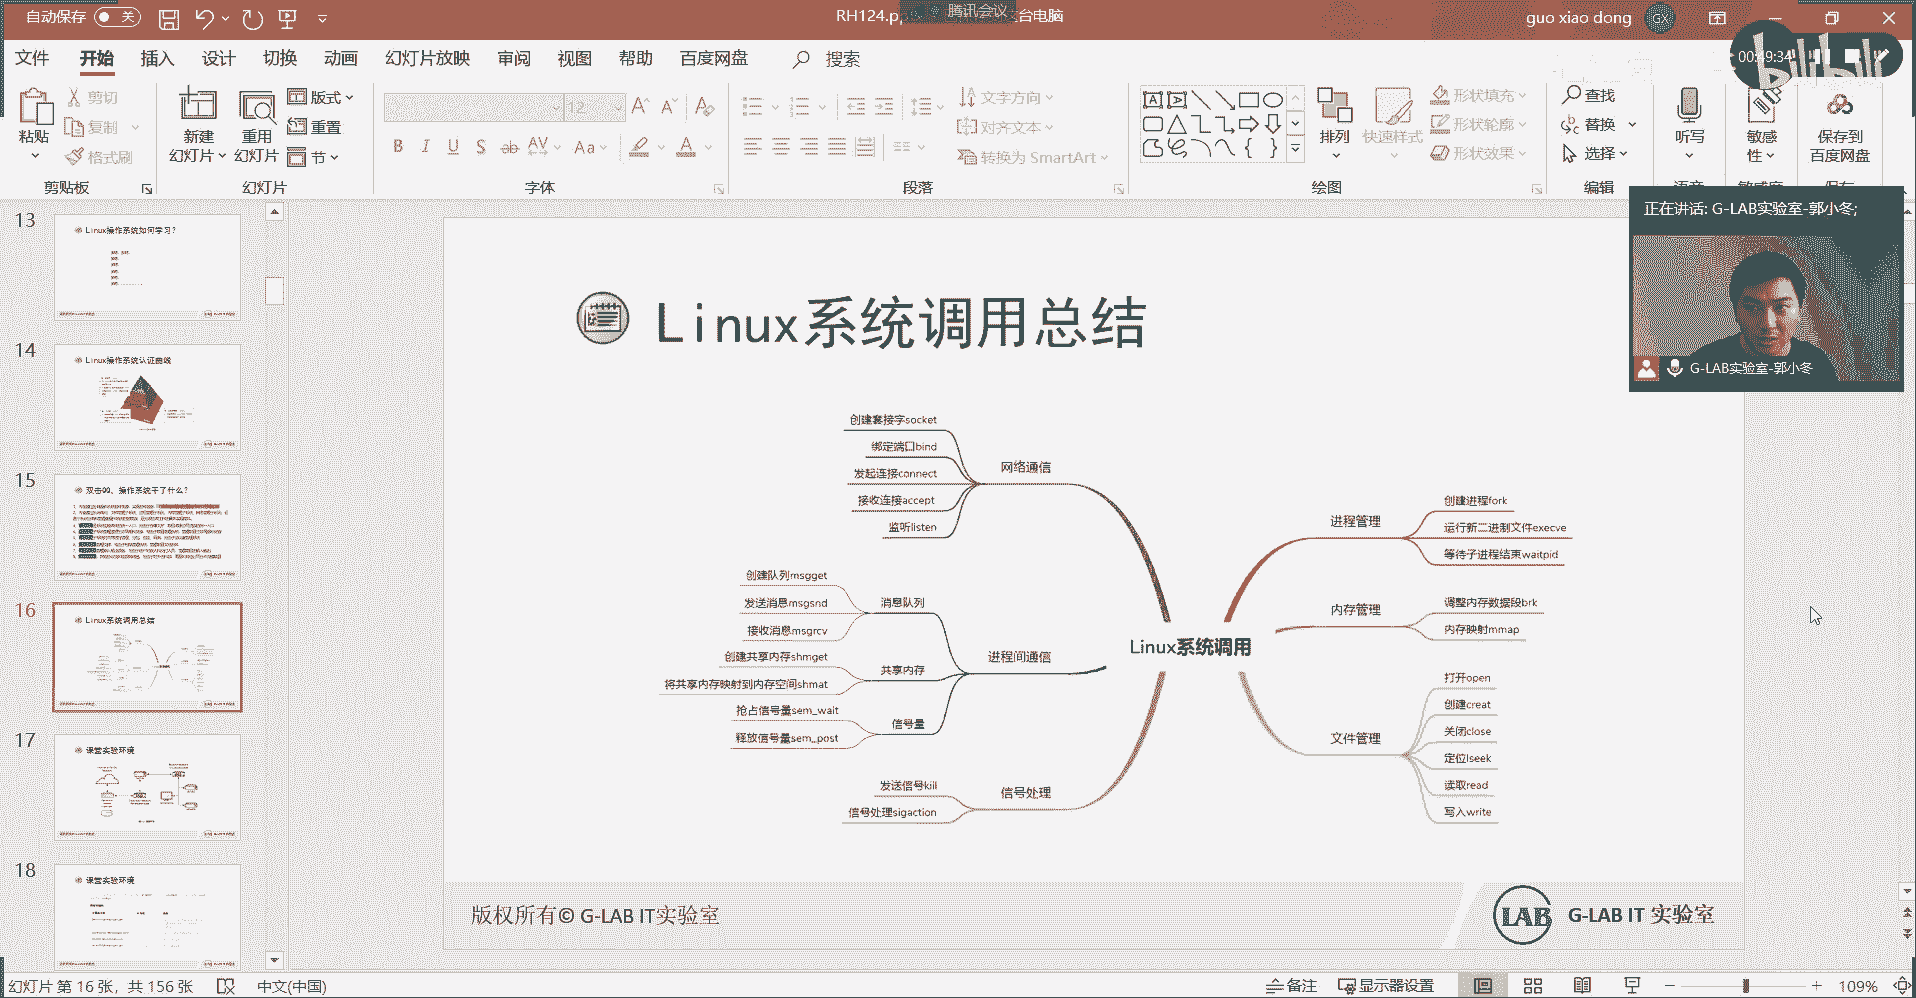 自动保存 关
RH124.p
腾讯会议
台电脑
guo xiao dong
GX
文件 开始 插入 设计 切换 动画 幻灯片放映 审阅 视图 帮助 百度网盘 搜索
00:49:34
bilibili
粘贴
剪切
复制
格式刷
剪贴板
新建
幻灯片
重用
幻灯片
版式
重置
节
幻灯片
12
B I U S ab AV Aa A
字体
文字方向
对齐文本
转换为 SmartArt
段落
排列
快速样式
形状填充
形状轮廓
形状效果
绘图
查找
替换
选择
编辑
听写
敏感
性
保存到
百度网盘
正在讲话: G-LAB实验室-郭小冬;
G-LAB实验室-郭小冬
13
Linux操作系统如何学习?
14
Linux操作系统认证曲线
15
双击QQ、操作系统干了什么?
16
Linux系统调用总结
17
课堂实验环境
18
课堂实验环境
Linux系统调用总结
创建套接字socket
绑定端口bind
发起连接connect
接收连接accept
监听listen
网络通信
创建队列msgget
发送消息msgsnd
接收消息msgrcv
消息队列
创建共享内存shmget
将共享内存映射到内存空间shmat
共享内存
抢占信号量sem_wait
释放信号量sem_post
信号量
进程间通信
发送信号kill
信号处理sigaction
信号处理
Linux系统调用
进程管理
创建进程fork
运行新二进制文件execve
等待子进程结束waitpid
内存管理
调整内存数据段brk
内存映射mmap
文件管理
打开open
创建creat
关闭close
定位lseek
读取read
写入write
版权所有© G-LAB IT实验室
LAB
G-LAB IT 实验室
幻灯片 第 16 张，共 156 张
中文(中国)
备注
显示器设置
109%